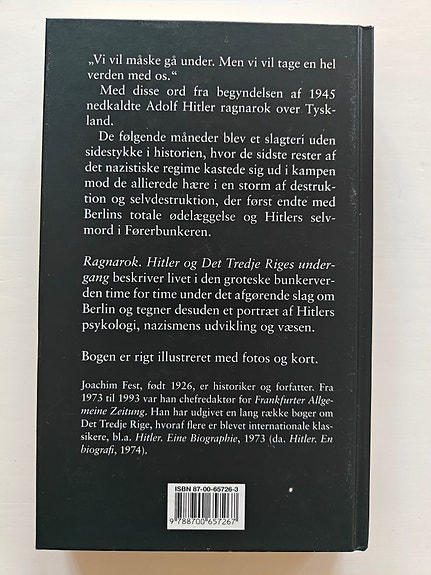 „Vi vil måske gå under. Men vi vil tage en hel
verden med os.“
Med disse ord fra begyndelsen af 1945
nedkaldte Adolf Hitler ragnarok over Tysk-
land.
De følgende måneder blev et slagteri uden
sidestykke i historien, hvor de sidste rester af
det nazistiske regime kastede sig ud i kampen
mod de allierede hære i en storm af destruk-
tion og selvdestruktion, der først endte med
Berlins totale ødelæggelse og Hitlers selv-
mord i Førerbunkeren.
Ragnarok. Hitler og Det Tredje Riges under-
gang beskriver livet i den groteske bunkerver-
den time for time under det afgørende slag om
Berlin og tegner desuden et portræt af Hitlers
psykologi, nazismens udvikling og væsen.
Bogen er rigt illustreret med fotos og kort.
Joachim Fest, født 1926, er historiker og forfatter. Fra
1973 til 1993 var han chefredaktør for Frankfurter Allge-
meine Zeitung. Han har udgivet en lang række bøger om
Det Tredje Rige, hvoraf flere er blevet internationale klas-
sikere, bl.a. Hitler. Eine Biographie, 1973 (da. Hitler. En
biografi, 1974).
ISBN 87-00-65726-3
9 788700 657267